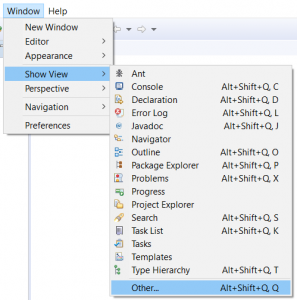 Window Help
New Window
Editor
Appearance
Show View
Perspective
Navigation
Preferences
Ant
Console Alt+Shift+Q, C
Declaration Alt+Shift+Q, D
Error Log Alt+Shift+Q, L
Javadoc Alt+Shift+Q, J
Navigator
Outline Alt+Shift+Q, O
Package Explorer Alt+Shift+Q, P
Problems Alt+Shift+Q, X
Progress
Project Explorer
Search Alt+Shift+Q, S
Task List Alt+Shift+Q, K
Tasks
Templates
Type Hierarchy Alt+Shift+Q, T
Other... Alt+Shift+Q, Q